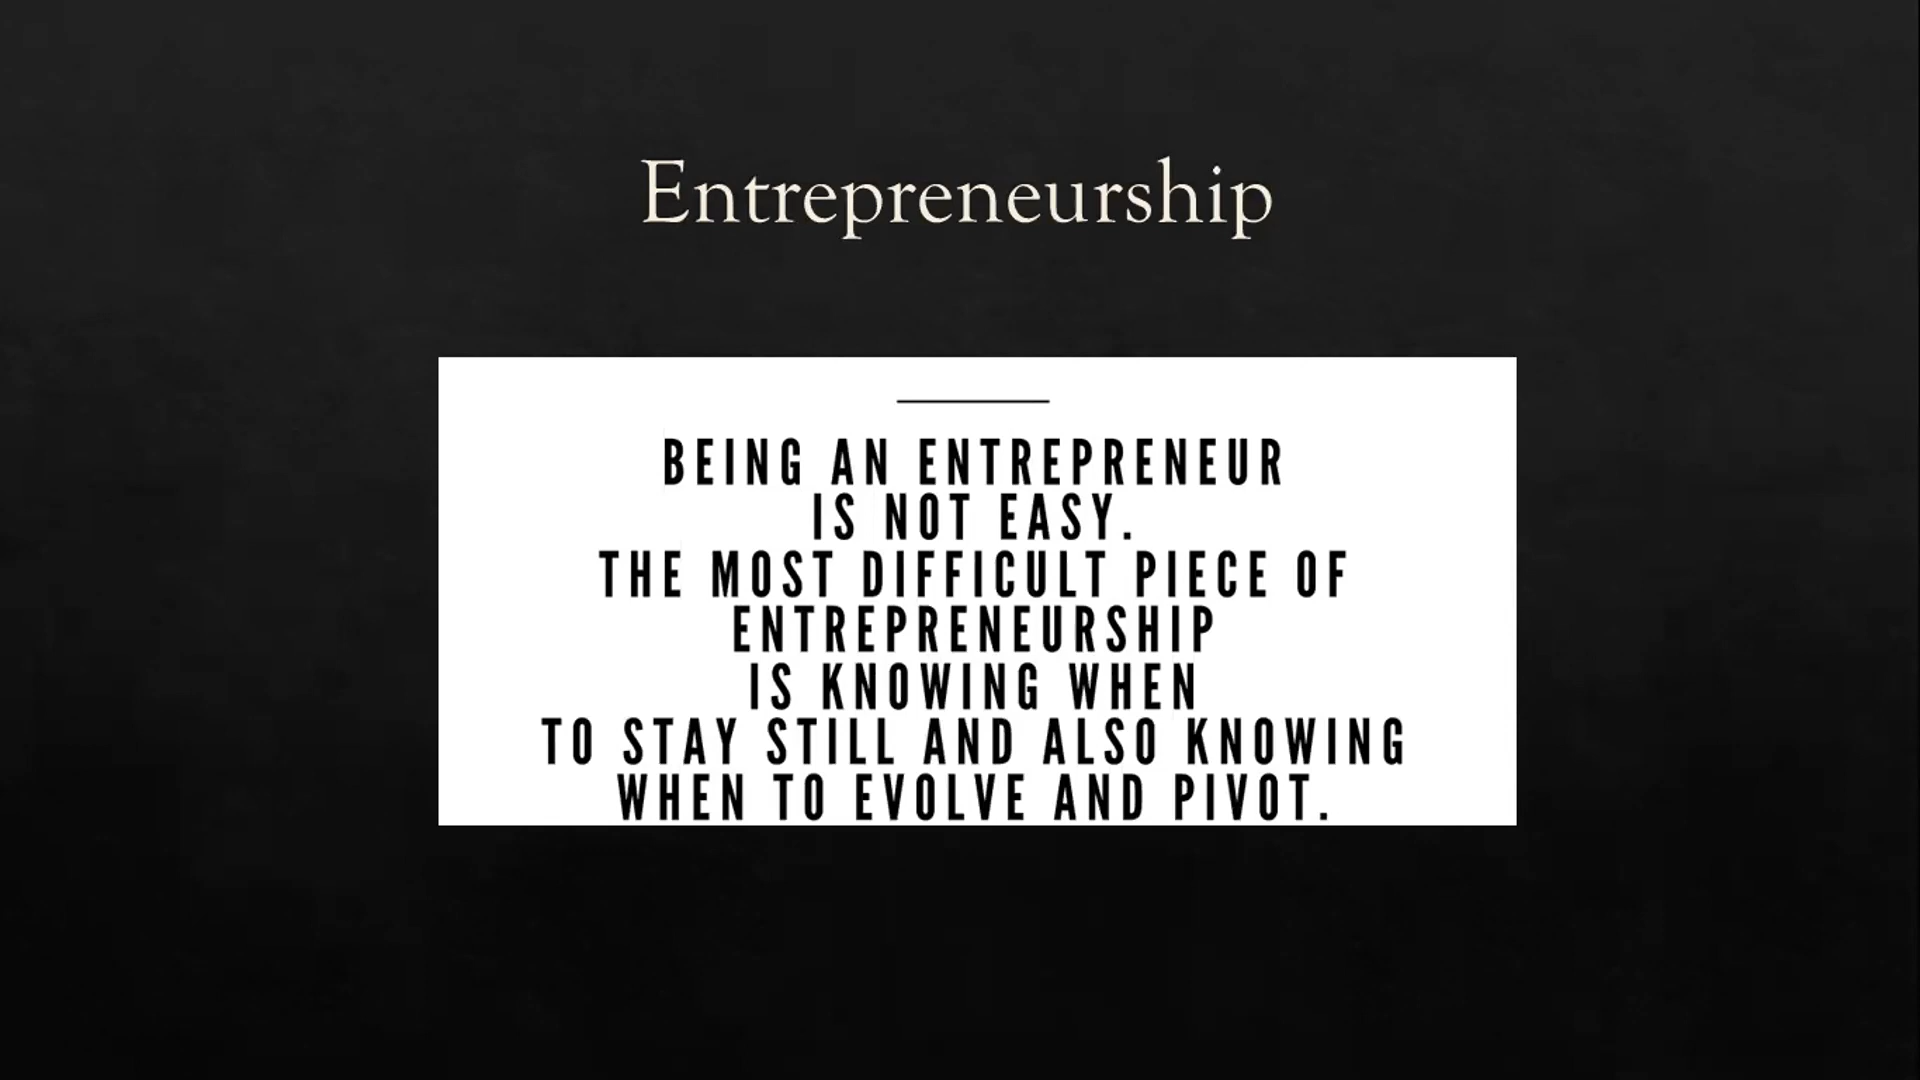 Entrepreneurship
BEING AN ENTREPRENEUR
IS NOT EASY.
THE MOST DIFFICULT PIECE OF
ENTREPRENEURSHIP
IS KNOWING WHEN
TO STAY STILL AND ALSO KNOWING
WHEN TO EVOLVE AND PIVOT.